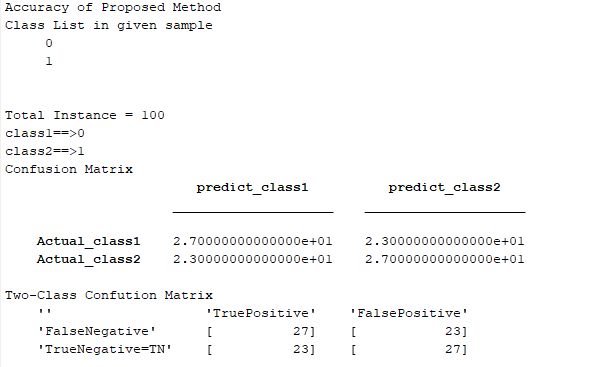 Accuracy of Proposed Method
Class List in given sample
0
1
Total Instance = 100
class1==>0
class2==>1
Confusion Matrix
predict_class1 predict_class2
Actual_class1 2.70000000000000e+01 2.30000000000000e+01
Actual_class2 2.30000000000000e+01 2.70000000000000e+01
Two-Class Confution Matrix
'' 'TruePositive' 'FalsePositive'
'FalseNegative' [ 27] [ 23]
'TrueNegative=TN' [ 23] [ 27]